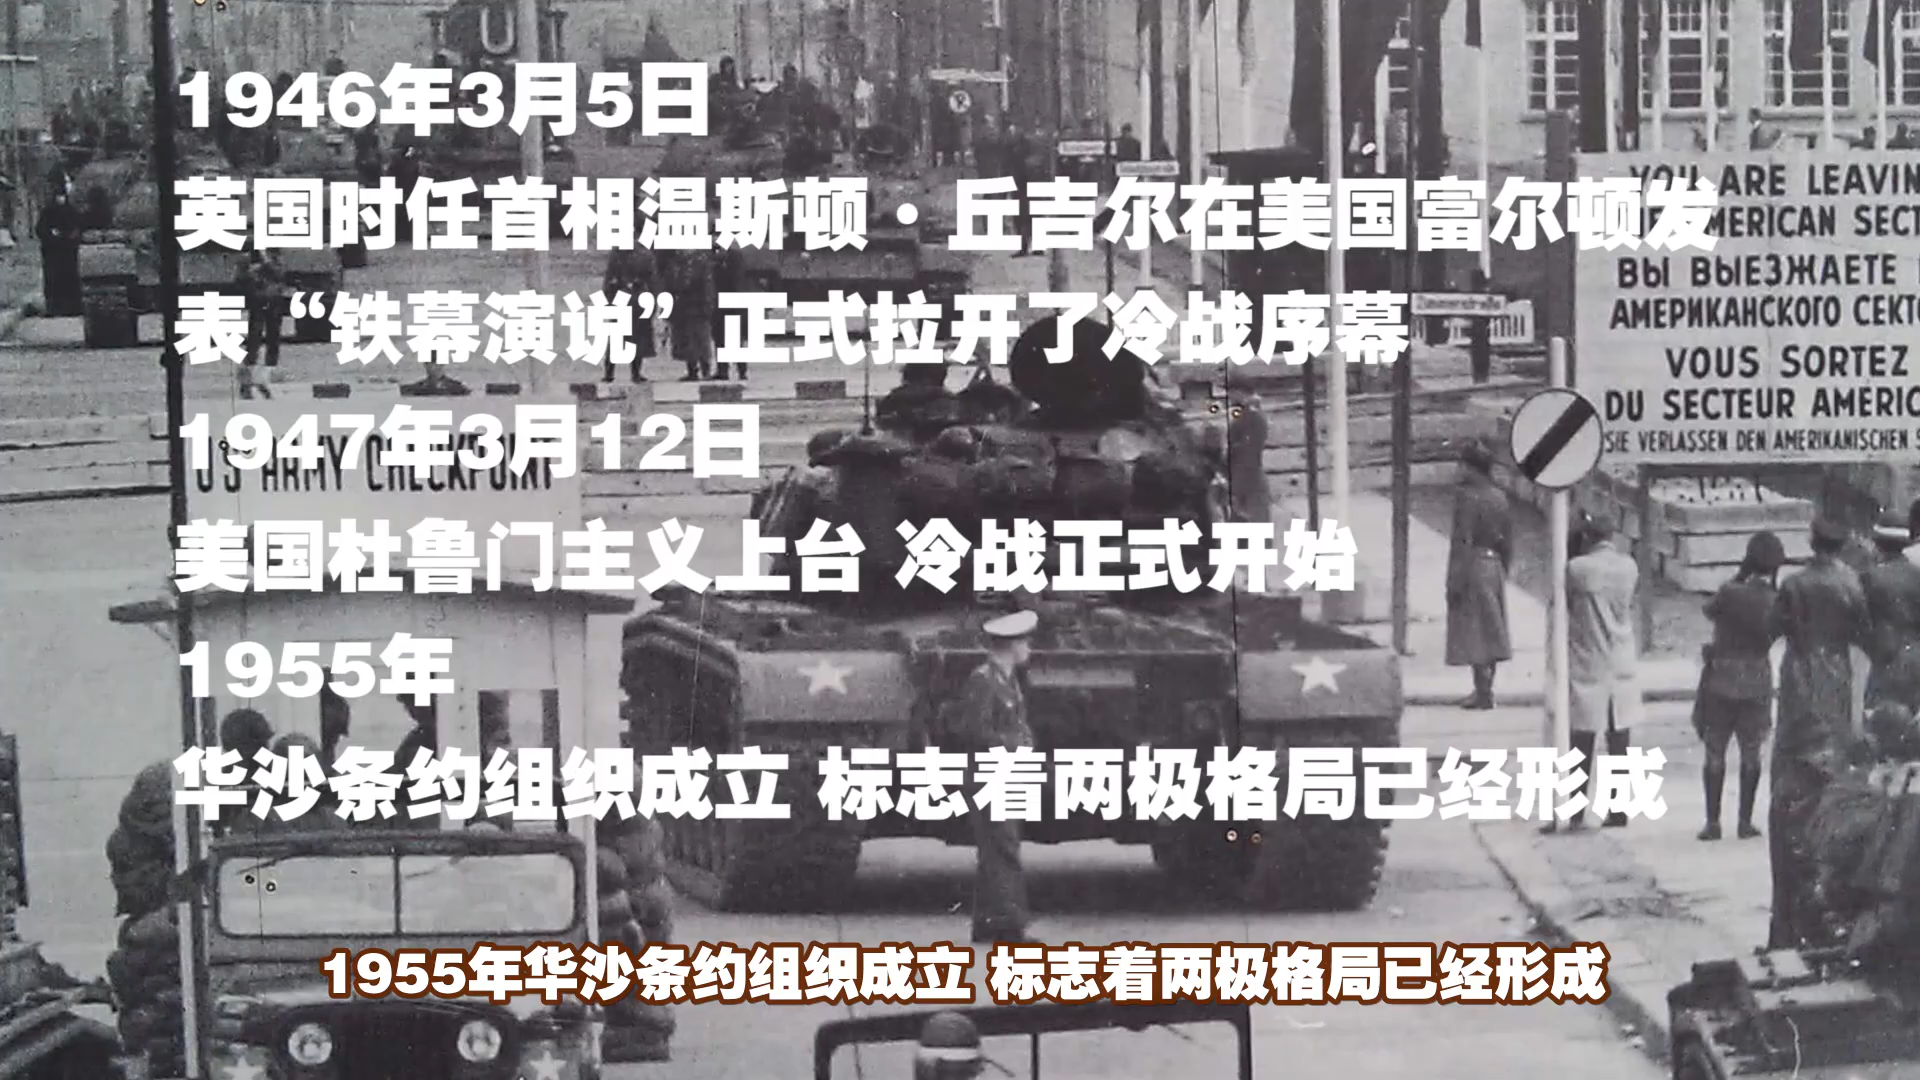 1946年3月5日
英国时任首相温斯顿·丘吉尔在美国富尔顿发
表“铁幕演说”正式拉开了冷战序幕
1947年3月12日
美国杜鲁门主义上台 冷战正式开始
1955年
华沙条约组织成立 标志着两极格局已经形成
1955年华沙条约组织成立 标志着两极格局已经形成
U
YOU ARE LEAVIN
AMERICAN SECT
ВЫ ВЫЕЗЖАЕТЕ
АМЕРИКАНСКОГО СЕКТО
VOUS SORTEZ
DU SECTEUR AMERIC
SIE VERLASSEN DEN AMERIKANISCHEN S
Zimmerstraße
US ARMY CHECKPOINT